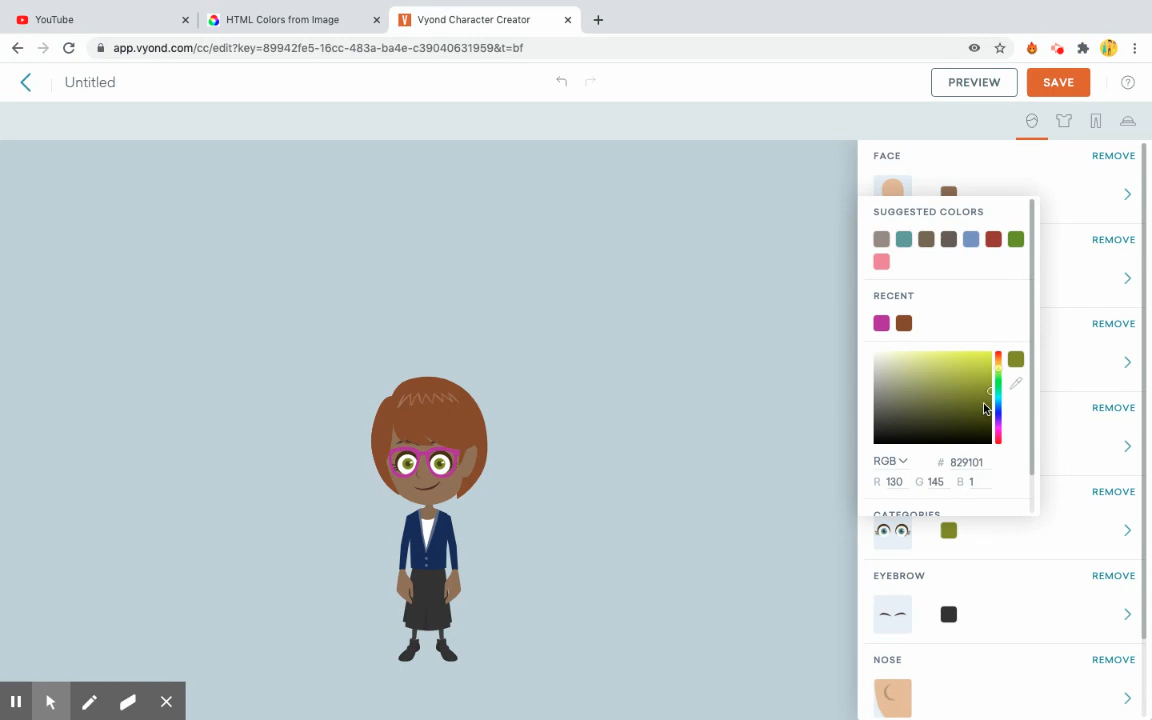 YouTube
HTML Colors from Image
Vyond Character Creator
app.vyond.com/cc/edit?key=89942fe5-16cc-483a-ba4e-c39040631959&t=bf
Untitled
PREVIEW
SAVE
FACE
REMOVE
SUGGESTED COLORS
REMOVE
RECENT
REMOVE
REMOVE
RGB
# 829101
R 130 G 145 B 1
REMOVE
CATEGORIES
EYEBROW
REMOVE
NOSE
REMOVE